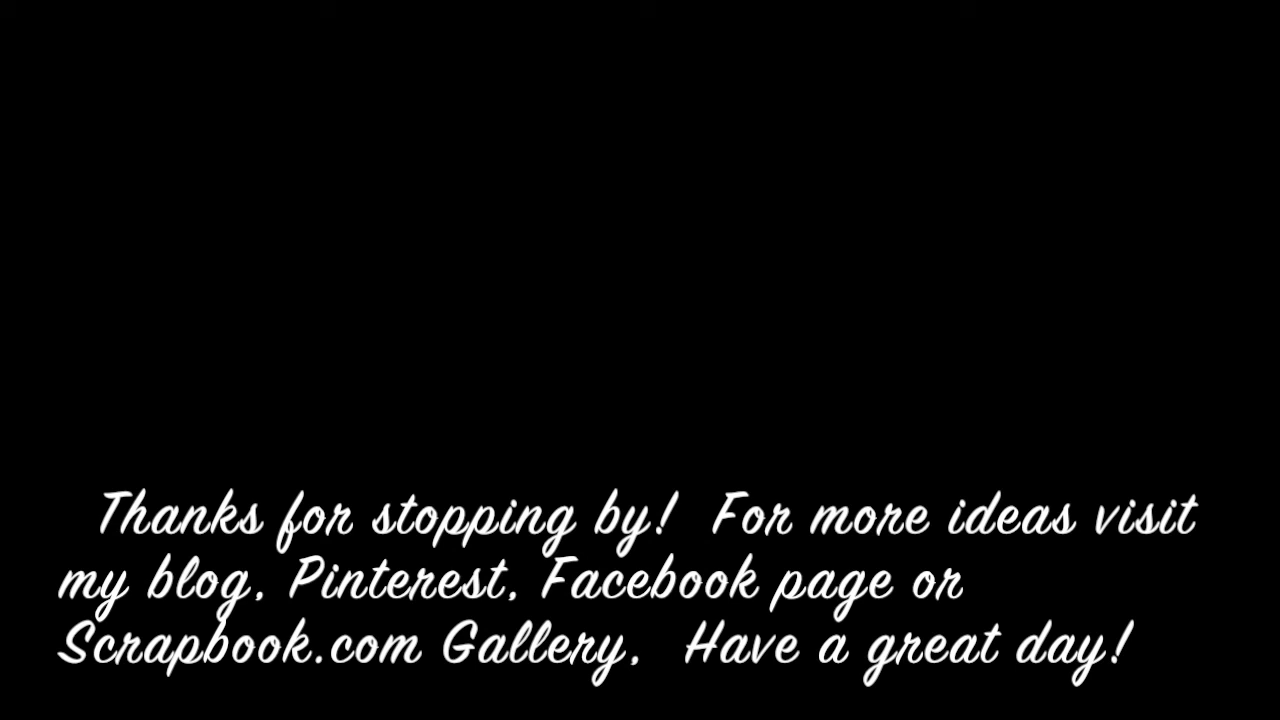 Thanks for stopping by! For more ideas visit
my blog, Pinterest, Facebook page or
Scrapbook.com Gallery, Have a great day!